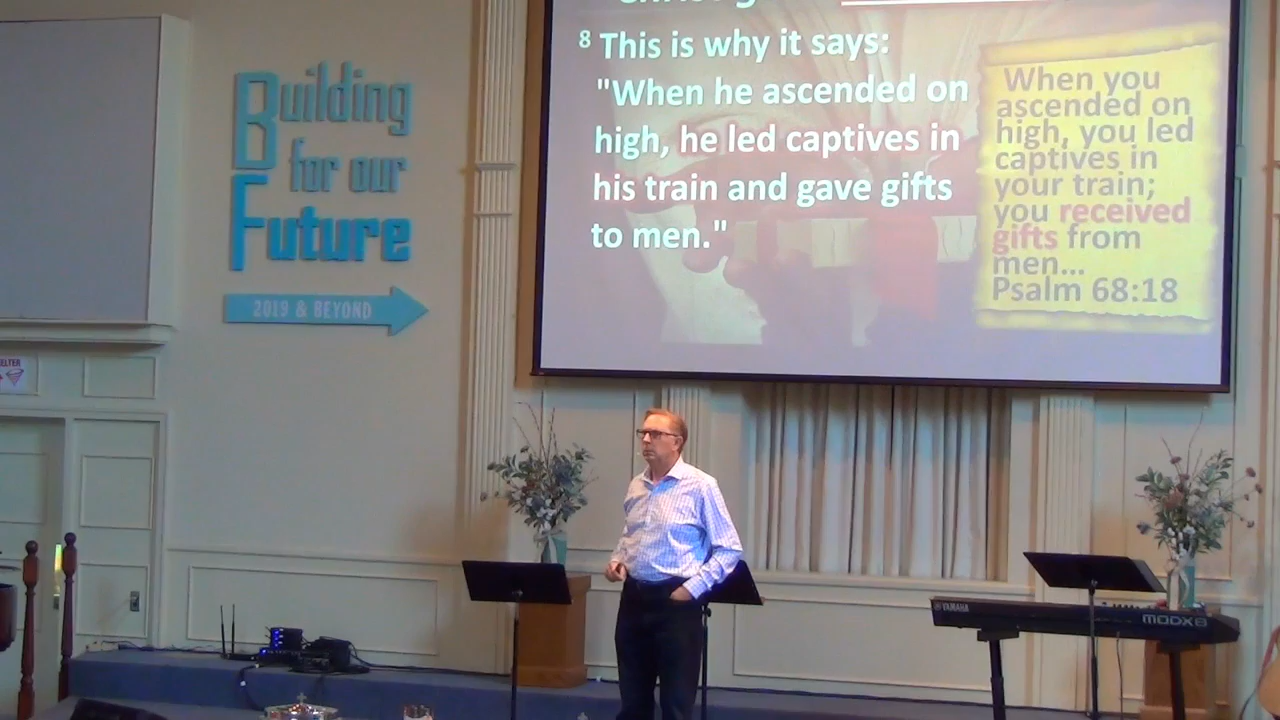 Building
for our
Future
2019 & BEYOND
8 This is why it says:
"When he ascended on
high, he led captives in
his train and gave gifts
to men."
When you
ascended on
high, you led
captives in
your train;
you received
gifts from
men...
Psalm 68:18
YAMAHA
MODX8